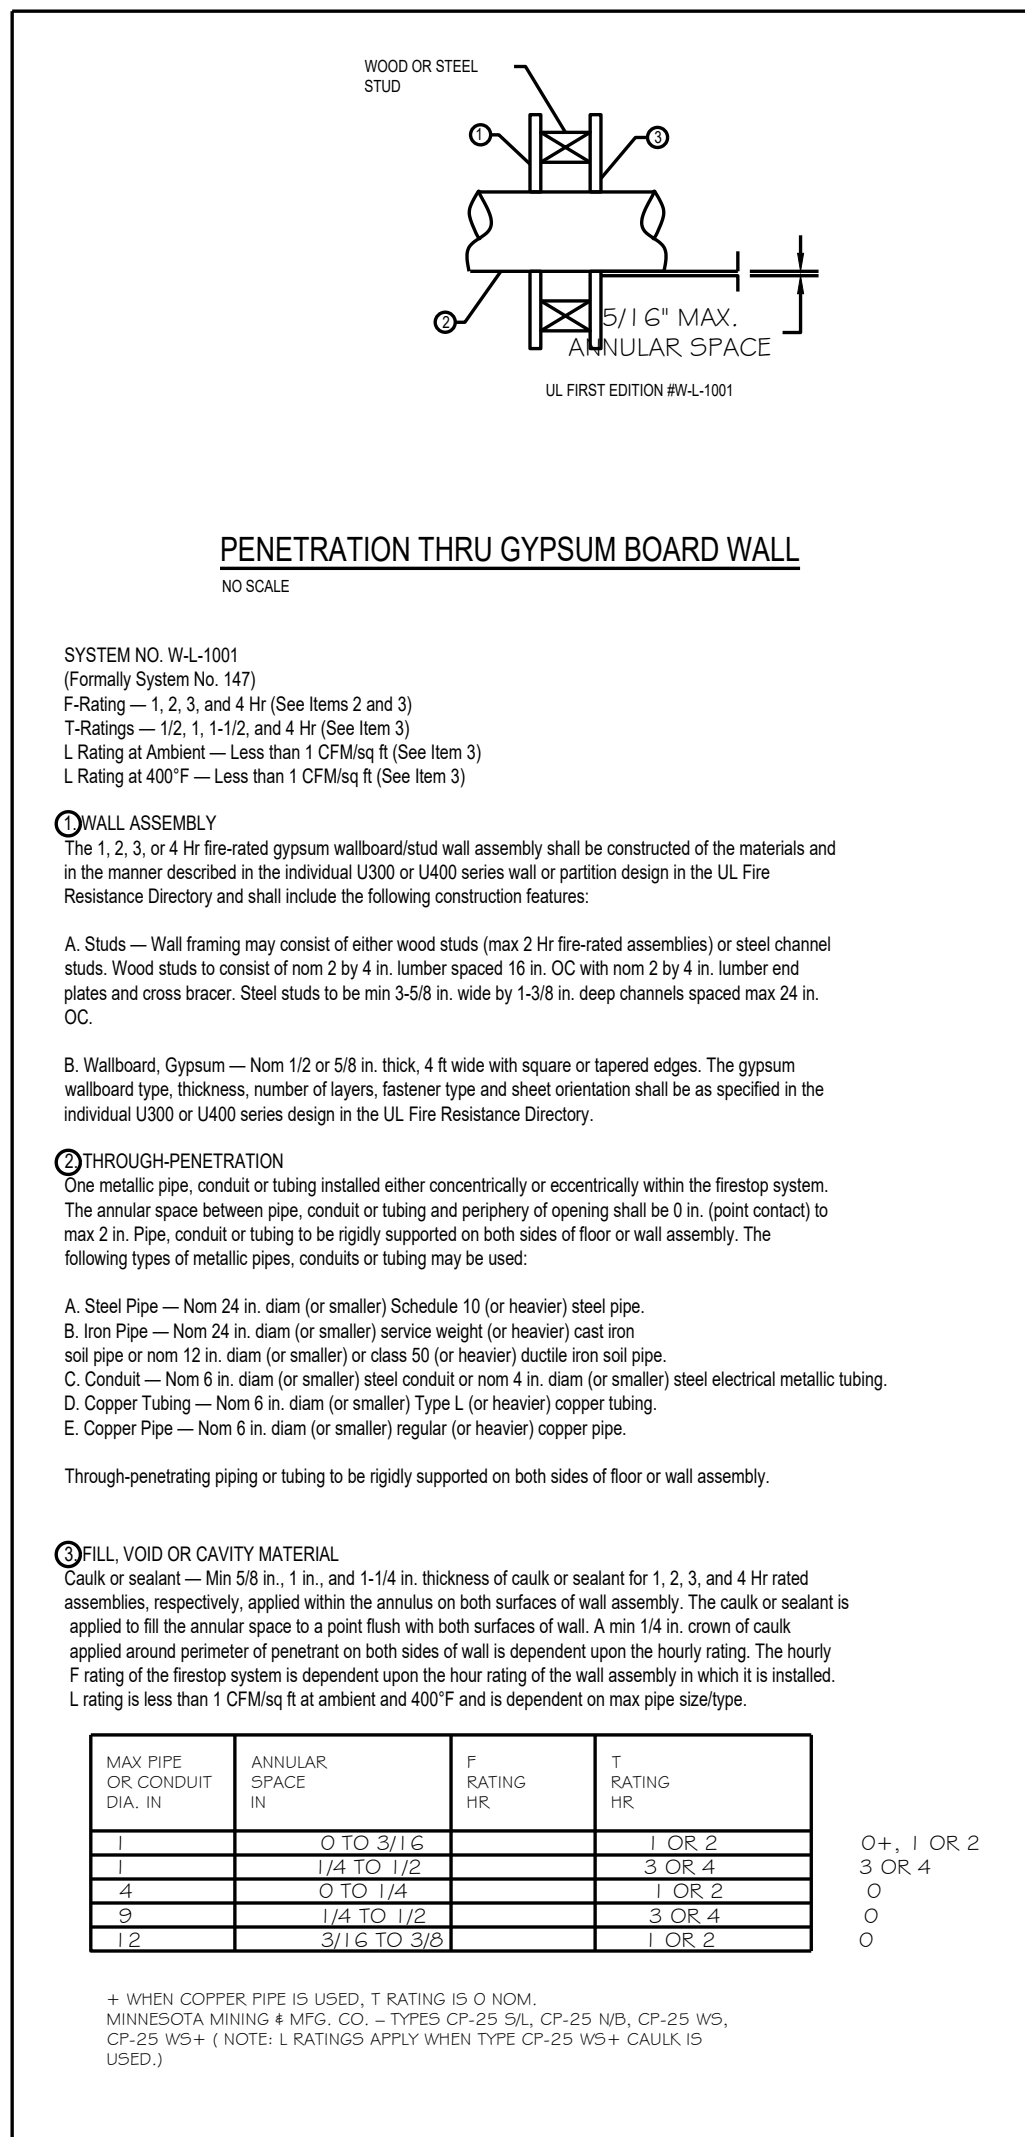 WOOD OR STEEL
STUD
1
3
2
5/16" MAX.
ANNULAR SPACE
UL FIRST EDITION #W-L-1001
PENETRATION THRU GYPSUM BOARD WALL
NO SCALE
SYSTEM NO. W-L-1001
(Formally System No. 147)
F-Rating — 1, 2, 3, and 4 Hr (See Items 2 and 3)
T-Ratings — 1/2, 1, 1-1/2, and 4 Hr (See Item 3)
L Rating at Ambient — Less than 1 CFM/sq ft (See Item 3)
L Rating at 400°F — Less than 1 CFM/sq ft (See Item 3)
1. WALL ASSEMBLY
The 1, 2, 3, or 4 Hr fire-rated gypsum wallboard/stud wall assembly shall be constructed of the materials and
in the manner described in the individual U300 or U400 series wall or partition design in the UL Fire
Resistance Directory and shall include the following construction features:
A. Studs — Wall framing may consist of either wood studs (max 2 Hr fire-rated assemblies) or steel channel
studs. Wood studs to consist of nom 2 by 4 in. lumber spaced 16 in. OC with nom 2 by 4 in. lumber end
plates and cross bracer. Steel studs to be min 3-5/8 in. wide by 1-3/8 in. deep channels spaced max 24 in.
OC.
B. Wallboard, Gypsum — Nom 1/2 or 5/8 in. thick, 4 ft wide with square or tapered edges. The gypsum
wallboard type, thickness, number of layers, fastener type and sheet orientation shall be as specified in the
individual U300 or U400 series design in the UL Fire Resistance Directory.
2. THROUGH-PENETRATION
One metallic pipe, conduit or tubing installed either concentrically or eccentrically within the firestop system.
The annular space between pipe, conduit or tubing and periphery of opening shall be 0 in. (point contact) to
max 2 in. Pipe, conduit or tubing to be rigidly supported on both sides of floor or wall assembly. The
following types of metallic pipes, conduits or tubing may be used:
A. Steel Pipe — Nom 24 in. diam (or smaller) Schedule 10 (or heavier) steel pipe.
B. Iron Pipe — Nom 24 in. diam (or smaller) service weight (or heavier) cast iron
soil pipe or nom 12 in. diam (or smaller) or class 50 (or heavier) ductile iron soil pipe.
C. Conduit — Nom 6 in. diam (or smaller) steel conduit or nom 4 in. diam (or smaller) steel electrical metallic tubing.
D. Copper Tubing — Nom 6 in. diam (or smaller) Type L (or heavier) copper tubing.
E. Copper Pipe — Nom 6 in. diam (or smaller) regular (or heavier) copper pipe.
Through-penetrating piping or tubing to be rigidly supported on both sides of floor or wall assembly.
3. FILL, VOID OR CAVITY MATERIAL
Caulk or sealant — Min 5/8 in., 1 in., and 1-1/4 in. thickness of caulk or sealant for 1, 2, 3, and 4 Hr rated
assemblies, respectively, applied within the annulus on both surfaces of wall assembly. The caulk or sealant is
applied to fill the annular space to a point flush with both surfaces of wall. A min 1/4 in. crown of caulk
applied around perimeter of penetrant on both sides of wall is dependent upon the hourly rating. The hourly
F rating of the firestop system is dependent upon the hour rating of the wall assembly in which it is installed.
L rating is less than 1 CFM/sq ft at ambient and 400°F and is dependent on max pipe size/type.
MAX PIPE OR CONDUIT DIA. IN ANNULAR SPACE IN F RATING HR T RATING HR
1 0 TO 3/16 1 OR 2 0+, 1 OR 2
1 1/4 TO 1/2 3 OR 4 3 OR 4
4 0 TO 1/4 1 OR 2 0
9 1/4 TO 1/2 3 OR 4 0
12 3/16 TO 3/8 1 OR 2 0
+ WHEN COPPER PIPE IS USED, T RATING IS 0 NOM.
MINNESOTA MINING & MFG. CO. – TYPES CP-25 S/L, CP-25 N/B, CP-25 WS,
CP-25 WS+ ( NOTE: L RATINGS APPLY WHEN TYPE CP-25 WS+ CAULK IS
USED.)